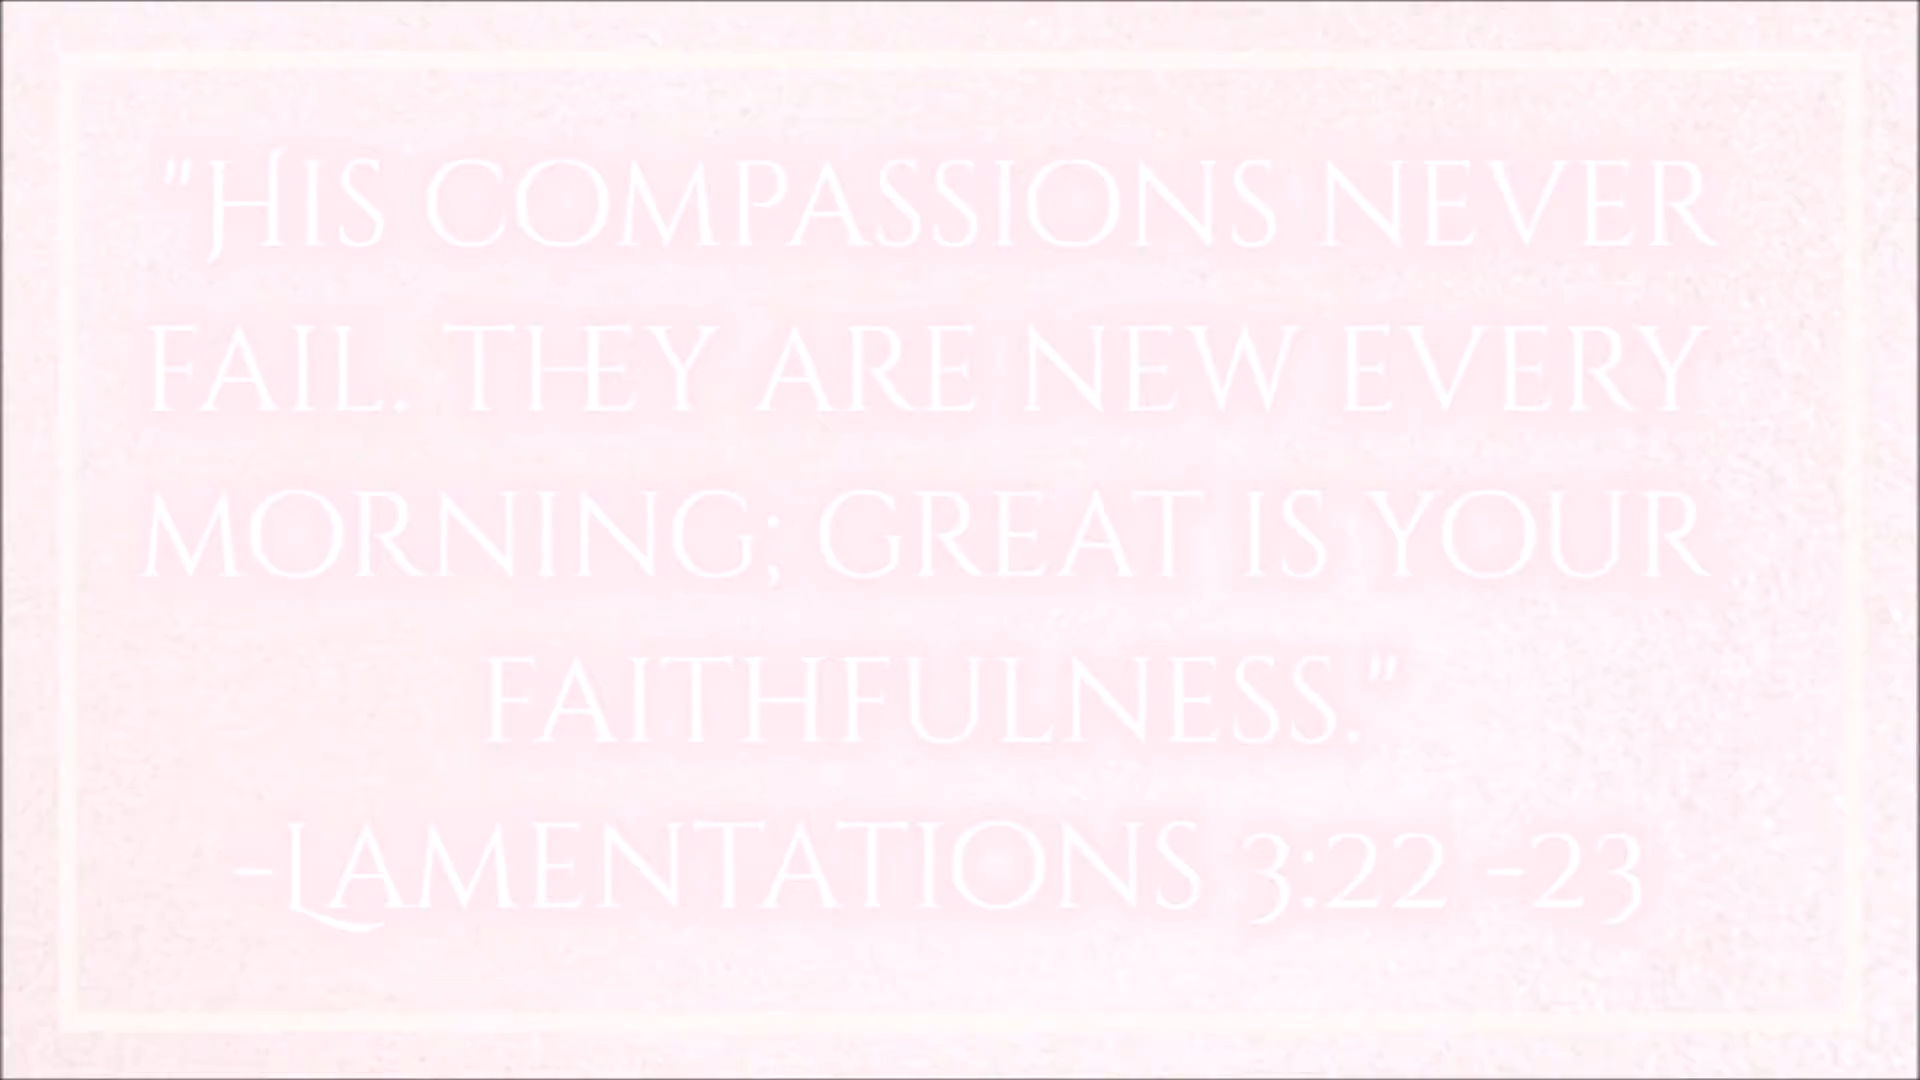 "His compassions never
fail. They are new every
morning; great is your
faithfulness."
-Lamentations 3:22 -23